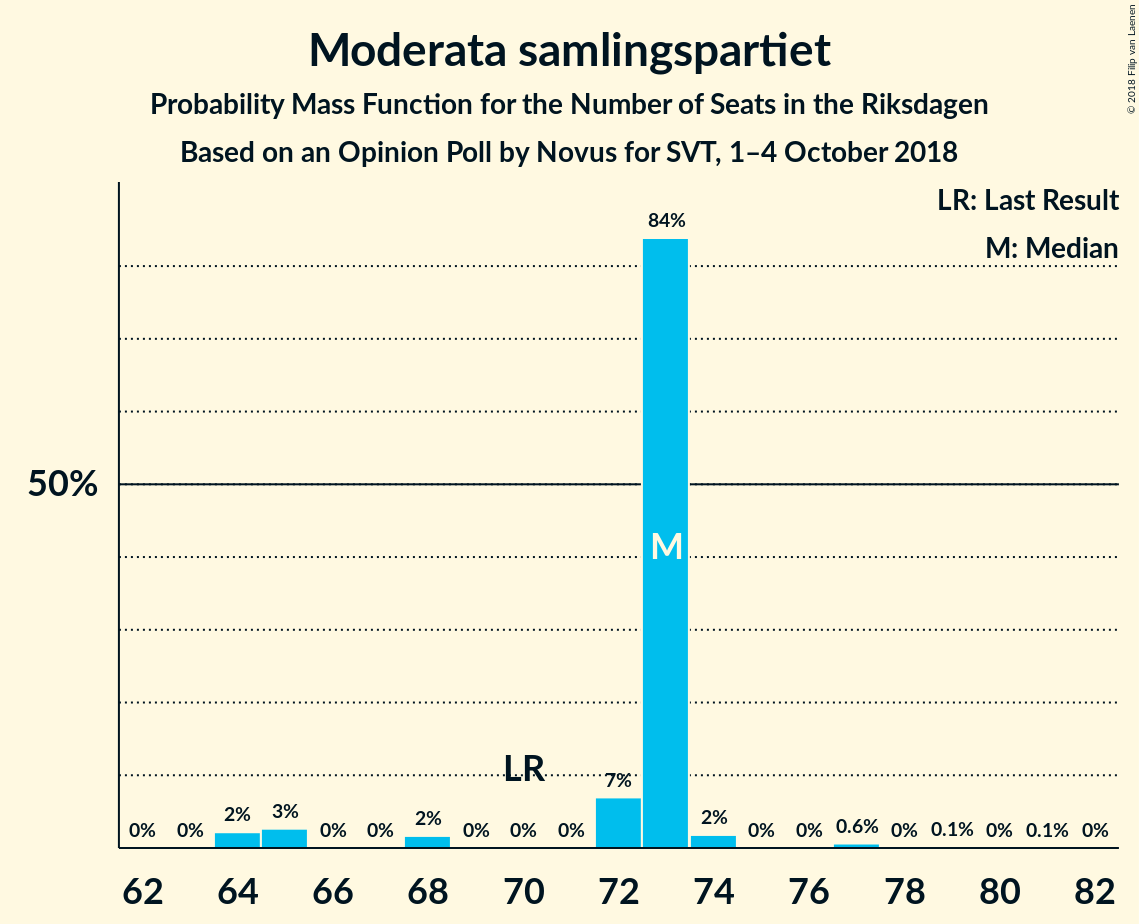 Moderata samlingspartiet
Probability Mass Function for the Number of Seats in the Riksdagen
Based on an Opinion Poll by Novus for SVT, 1–4 October 2018
© 2018 Filip van Laenen
LR: Last Result
M: Median
84%
50%
M
LR
0% 0% 2% 3% 0% 0% 2% 0% 0% 0% 7% 2% 0% 0% 0.6% 0% 0.1% 0% 0.1% 0%
62 64 66 68 70 72 74 76 78 80 82